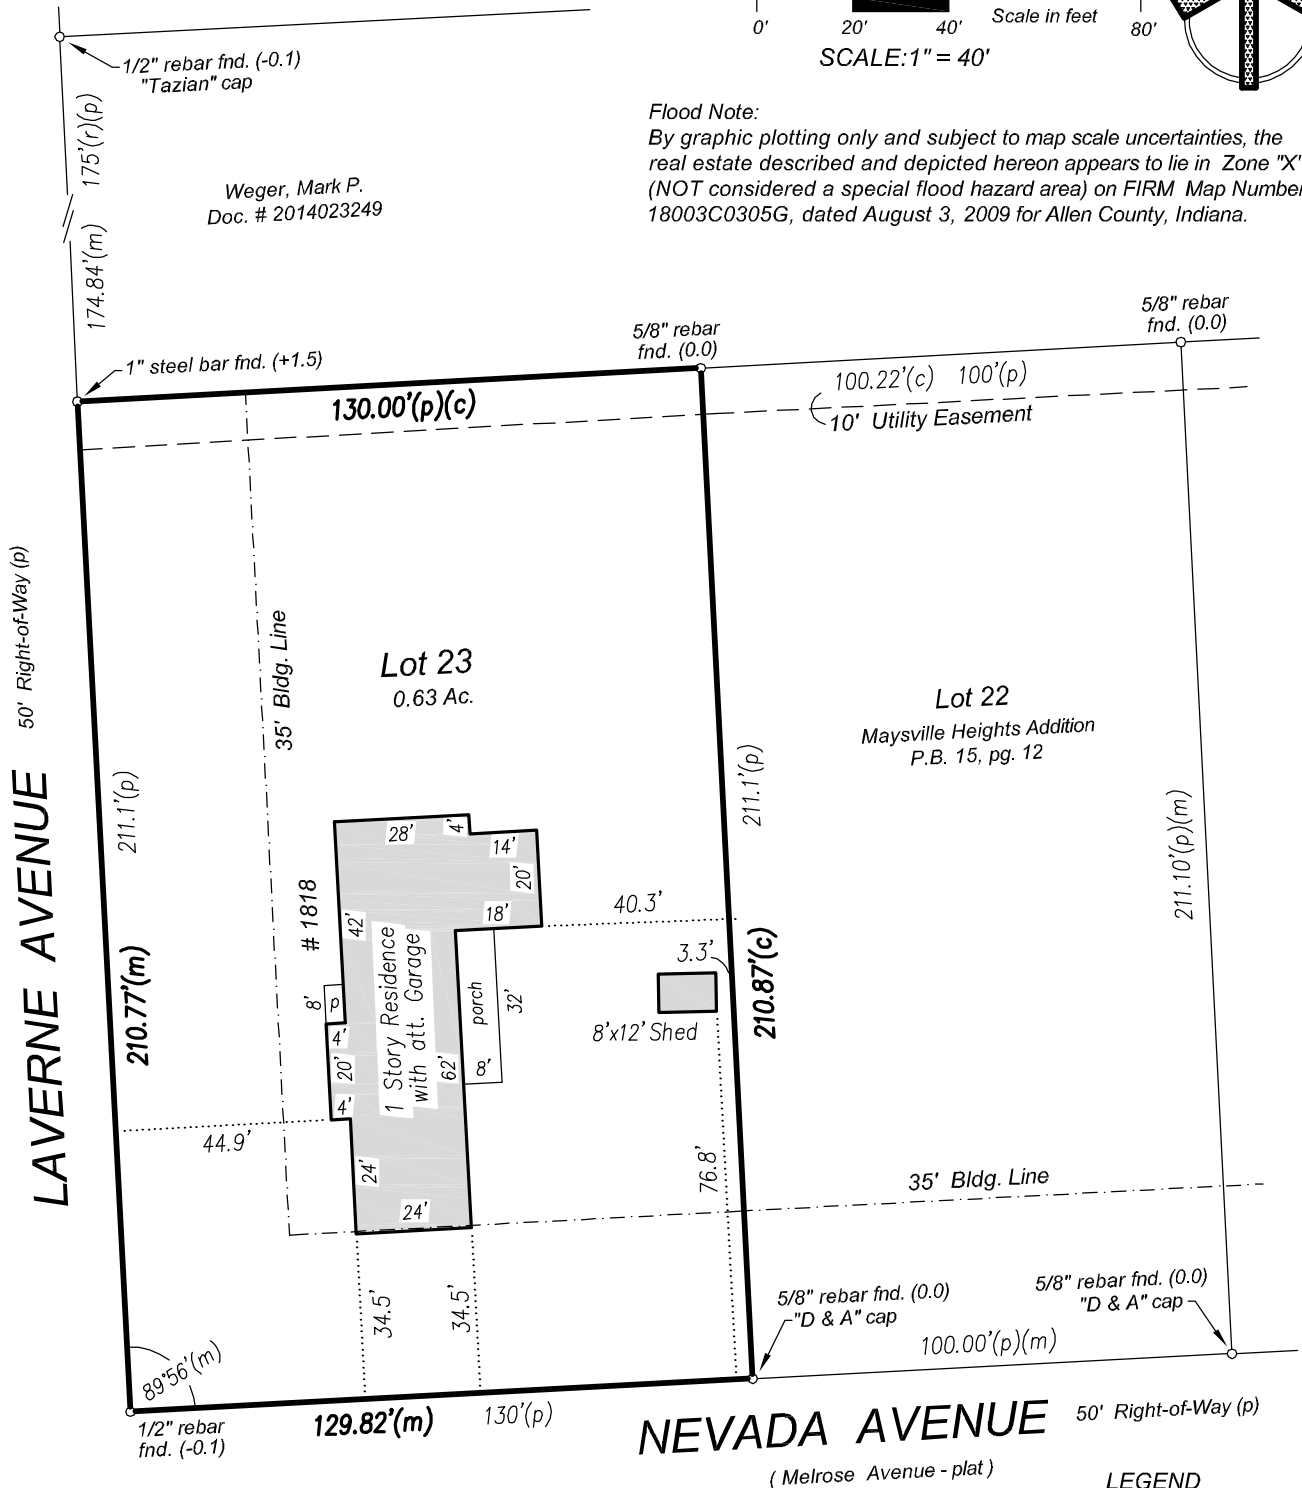 0'
20'
40'
Scale in feet
80'
SCALE:1" = 40'
1/2" rebar fnd. (-0.1)
"Tazian" cap
175'(r)(p)
174.84'(m)
Weger, Mark P.
Doc. # 2014023249
Flood Note:
By graphic plotting only and subject to map scale uncertainties, the
real estate described and depicted hereon appears to lie in Zone "X"
(NOT considered a special flood hazard area) on FIRM Map Number
18003C0305G, dated August 3, 2009 for Allen County, Indiana.
1" steel bar fnd. (+1.5)
5/8" rebar
fnd. (0.0)
5/8" rebar
fnd. (0.0)
130.00'(p)(c)
100.22'(c) 100'(p)
10' Utility Easement
50' Right-of-Way (p)
LAVERNE AVENUE
211.1'(p)
210.77'(m)
35' Bldg. Line
Lot 23
0.63 Ac.
Lot 22
Maysville Heights Addition
P.B. 15, pg. 12
211.1'(p)
210.87'(c)
211.10'(p)(m)
28'
4'
14'
20'
18'
42'
# 1818
1 Story Residence
with att. Garage
40.3'
3.3'
8'
p
4'
20'
4'
62'
porch
32'
8'
8'x12' Shed
44.9'
24'
24'
76.8'
35' Bldg. Line
34.5'
34.5'
5/8" rebar fnd. (0.0)
"D & A" cap
5/8" rebar fnd. (0.0)
"D & A" cap
100.00'(p)(m)
89°56'(m)
1/2" rebar
fnd. (-0.1)
129.82'(m)
130'(p)
NEVADA AVENUE
50' Right-of-Way (p)
( Melrose Avenue - plat )
LEGEND